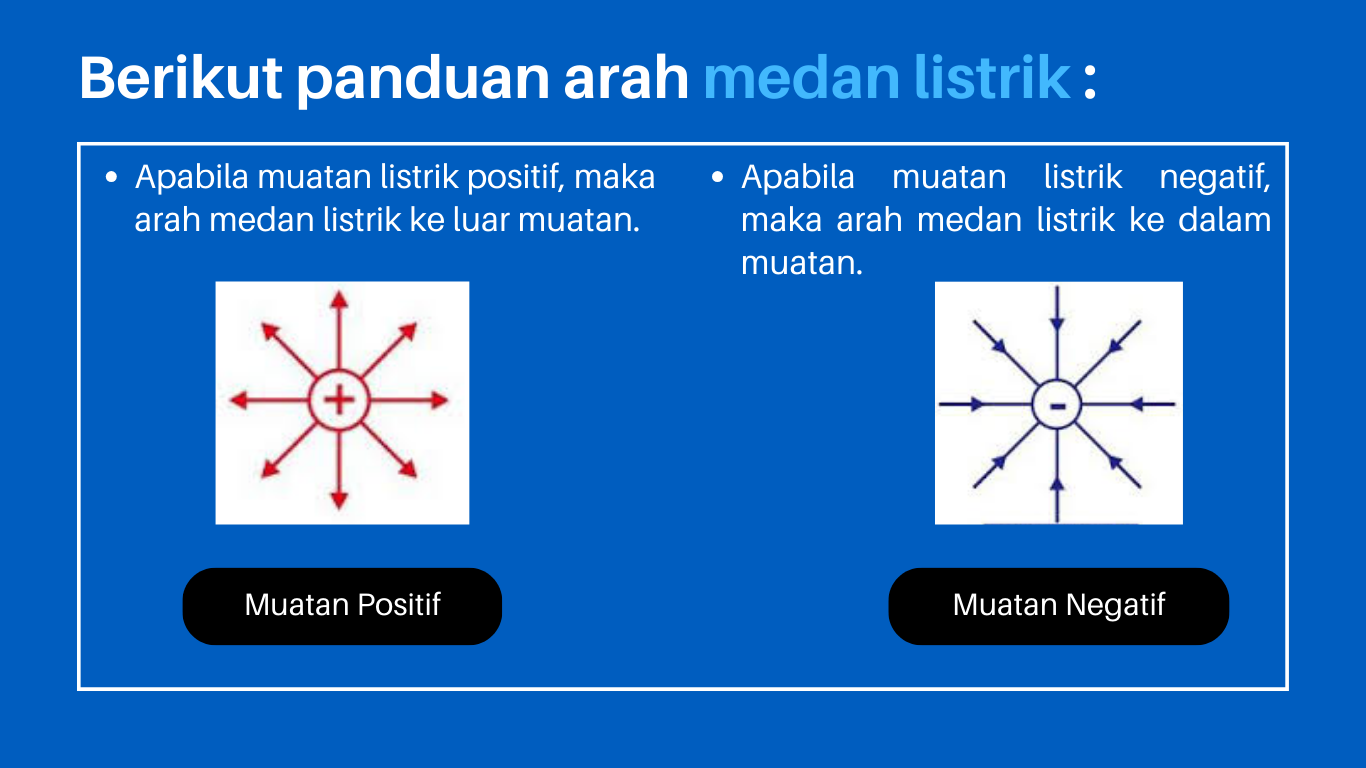 Berikut panduan arah medan listrik :
• Apabila muatan listrik positif, maka
arah medan listrik ke luar muatan.
+
Muatan Positif
• Apabila muatan listrik negatif,
maka arah medan listrik ke dalam
muatan.
-
Muatan Negatif